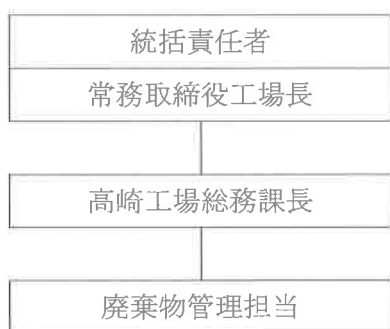 統括責任者
常務取締役工場長
高崎工場総務課長
廃棄物管理担当